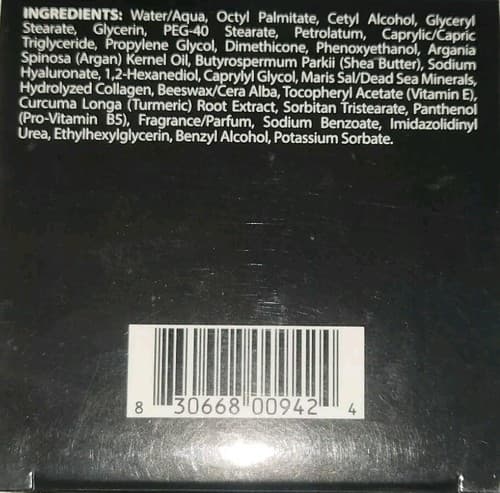 INGREDIENTS: Water/Aqua, Octyl Palmitate, Cetyl Alcohol, Glyceryl
Stearate, Glycerin, PEG-40 Stearate, Petrolatum, Caprylic/Capric
Triglyceride, Propylene Glycol, Dimethicone, Phenoxyethanol, Argania
Spinosa (Argan) Kernel Oil, Butyrospermum Parkii (Shea Butter), Sodium
Hyaluronate, 1,2-Hexanediol, Caprylyl Glycol, Maris Sal/Dead Sea Minerals,
Hydrolyzed Collagen, Beeswax/Cera Alba, Tocopheryl Acetate (Vitamin E),
Curcuma Longa (Turmeric) Root Extract, Sorbitan Tristearate, Panthenol
(Pro-Vitamin B5), Fragrance/Parfum, Sodium Benzoate, Imidazolidinyl
Urea, Ethylhexylglycerin, Benzyl Alcohol, Potassium Sorbate.
8 30668 00942 4